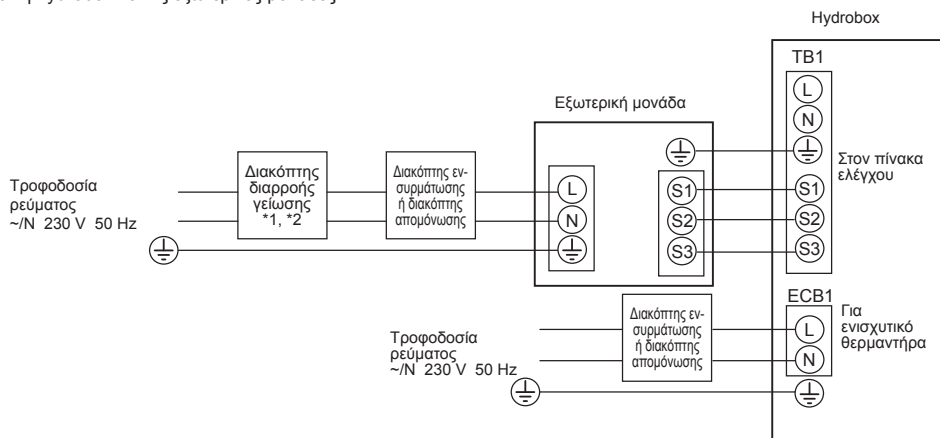 Hydrobox
TB1
L
N
Εξωτερική μονάδα
Στον πίνακα
ελέγχου
Τροφοδοσία
ρεύματος
~/N 230 V 50 Hz
Διακόπτης
διαρροής
γείωσης
*1, *2
Διακόπτης εν-
συρμάτωσης
ή διακόπτης
απομόνωσης
L
N
S1
S2
S3
S1
S2
S3
ECB1
L
N
Για
ενισχυτικό
θερμαντήρα
Διακόπτης εν-
συρμάτωσης
ή διακόπτης
απομόνωσης
Τροφοδοσία
ρεύματος
~/N 230 V 50 Hz